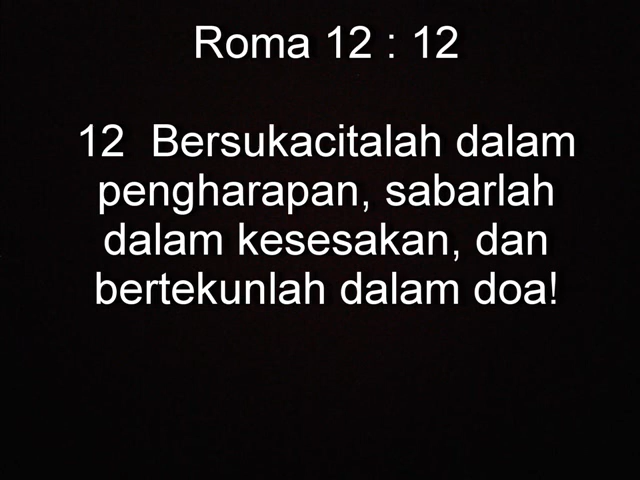 Roma 12 : 12
12 Bersukacitalah dalam
pengharapan, sabarlah
dalam kesesakan, dan
bertekunlah dalam doa!